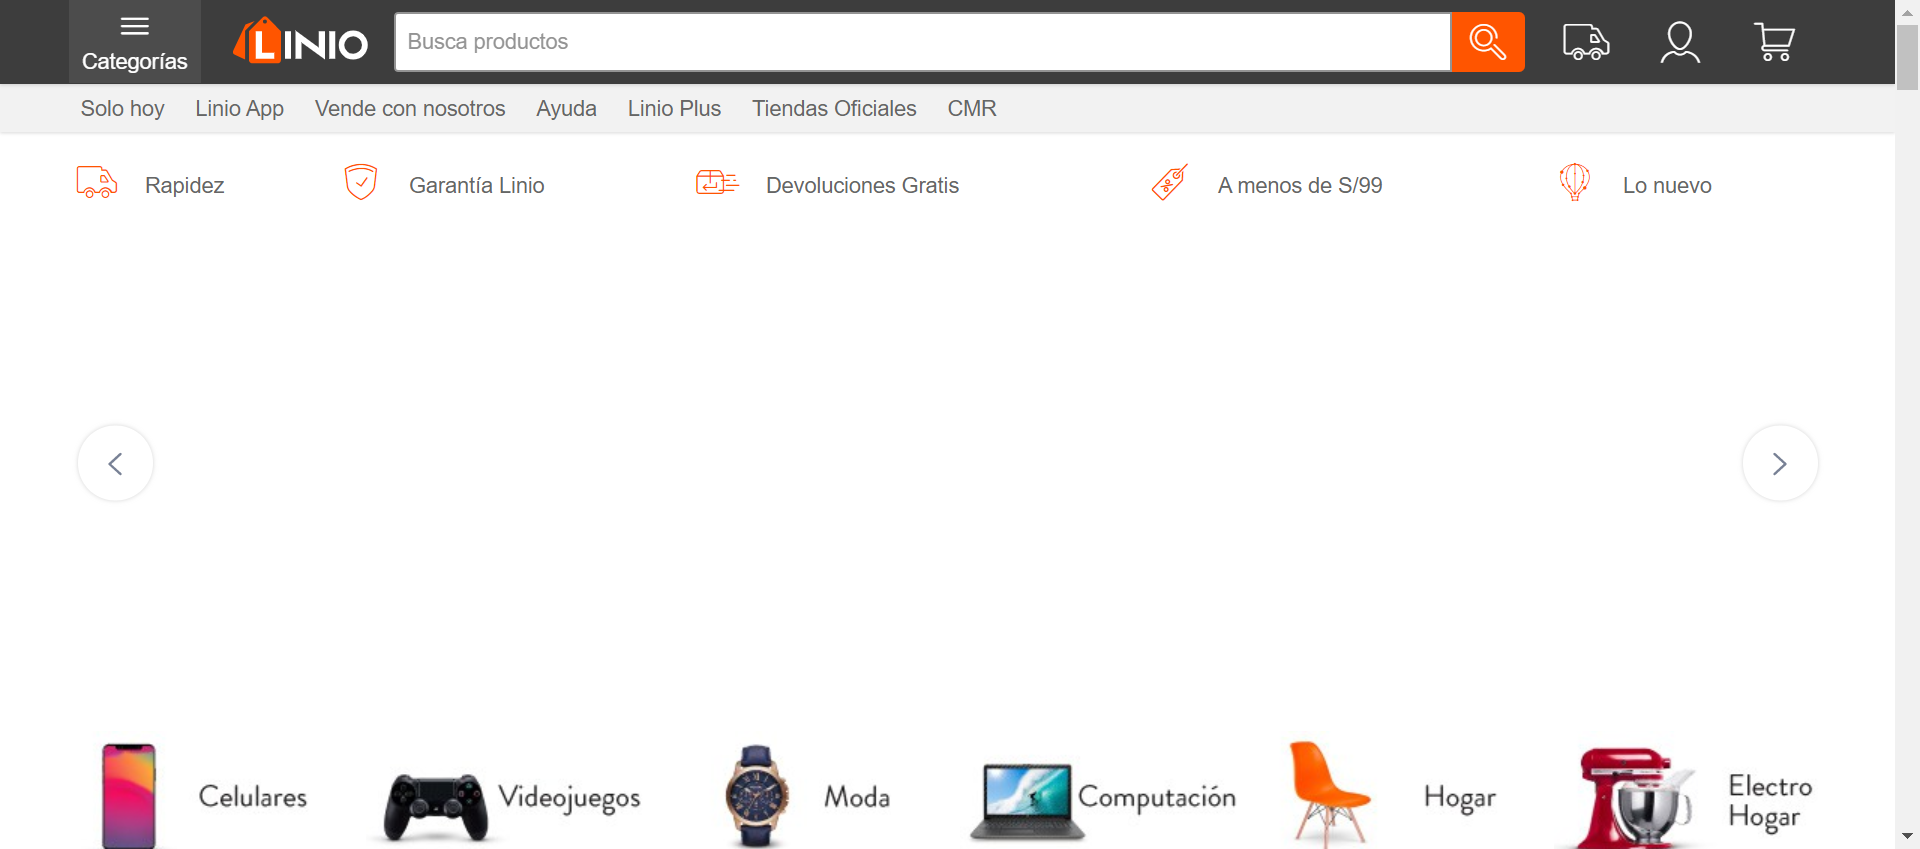 Categorías
LINIO
Busca productos
Solo hoy
Linio App
Vende con nosotros
Ayuda
Linio Plus
Tiendas Oficiales
CMR
Rapidez
Garantía Linio
Devoluciones Gratis
A menos de S/99
Lo nuevo
Celulares
Videojuegos
Moda
Computación
Hogar
Electro
Hogar